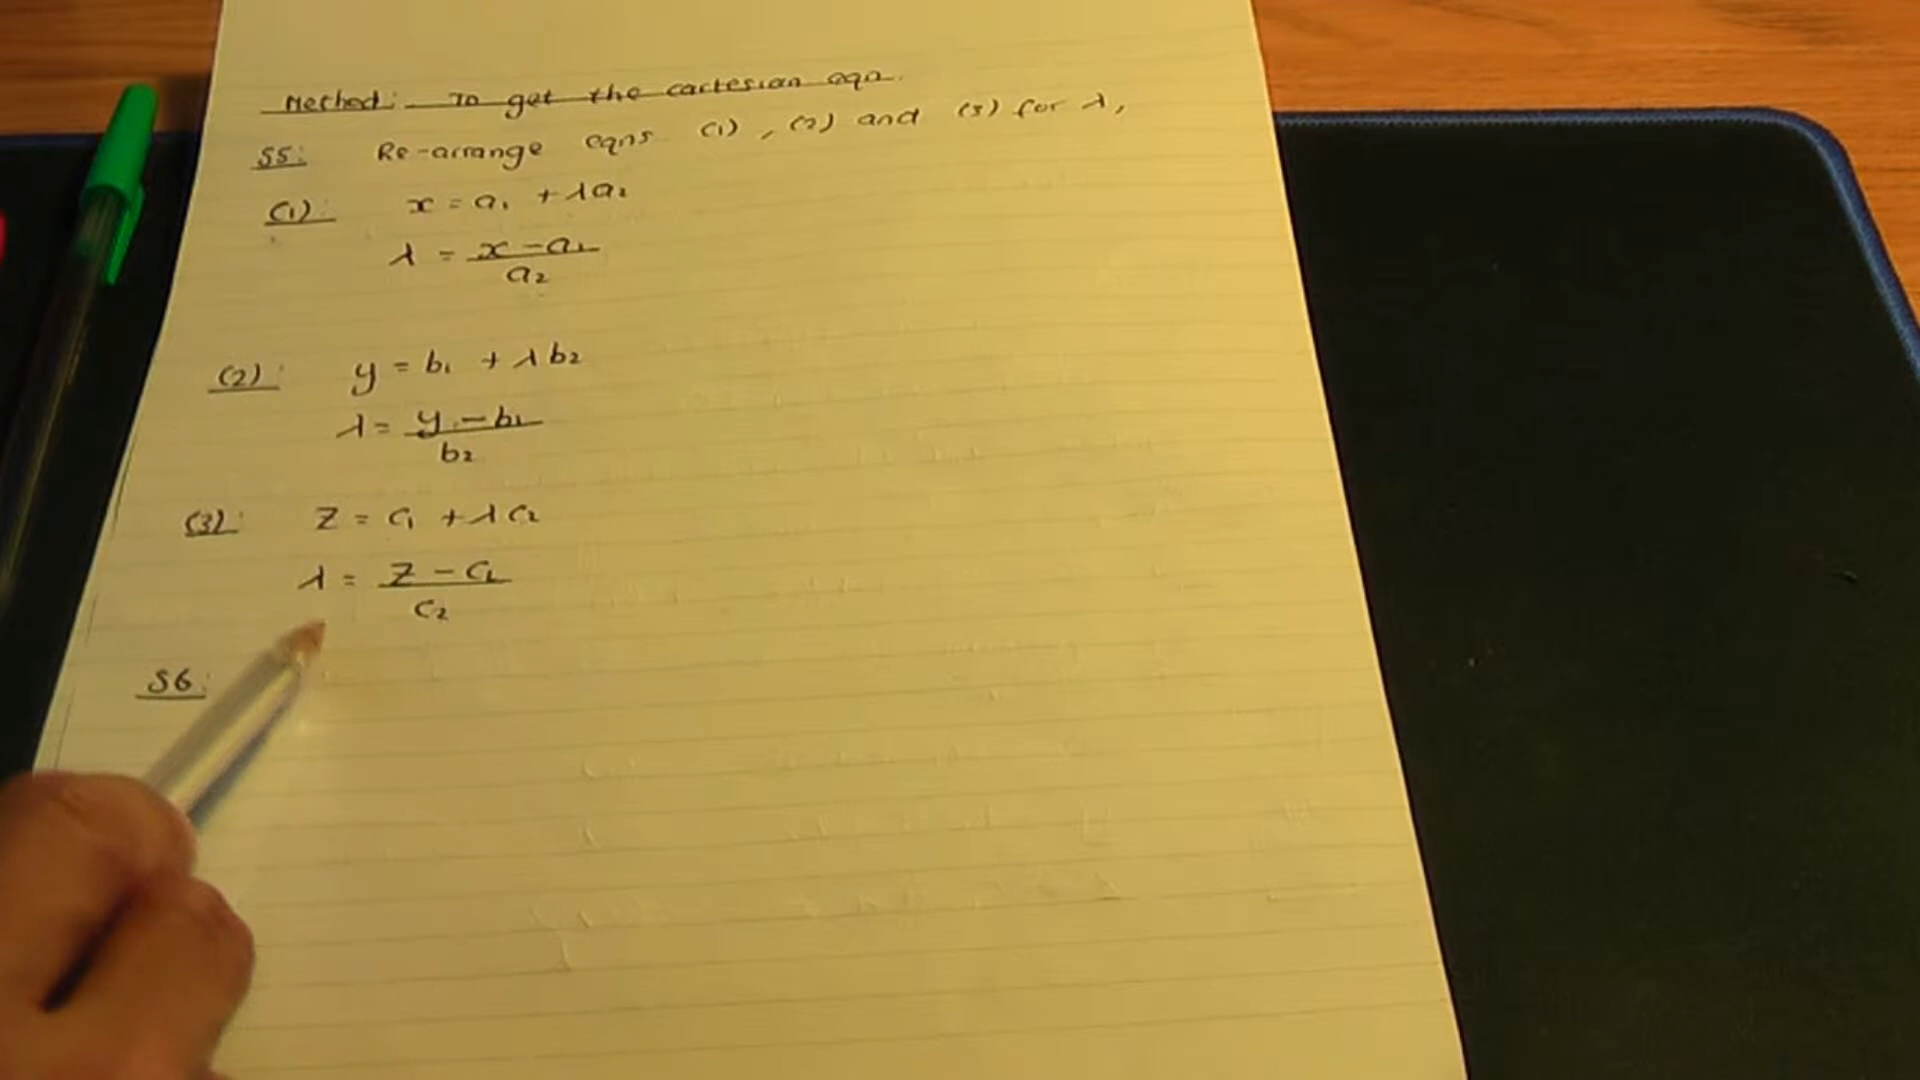 Method: To get the cartesian eqn.
S5: Re-arrange eqns (1), (2) and (3) for λ,
(1): x = a₁ + λa₂
λ = (x - a₁)/a₂
(2): y = b₁ + λb₂
λ = (y - b₁)/b₂
(3): z = c₁ + λc₂
λ = (z - c₁)/c₂
S6: